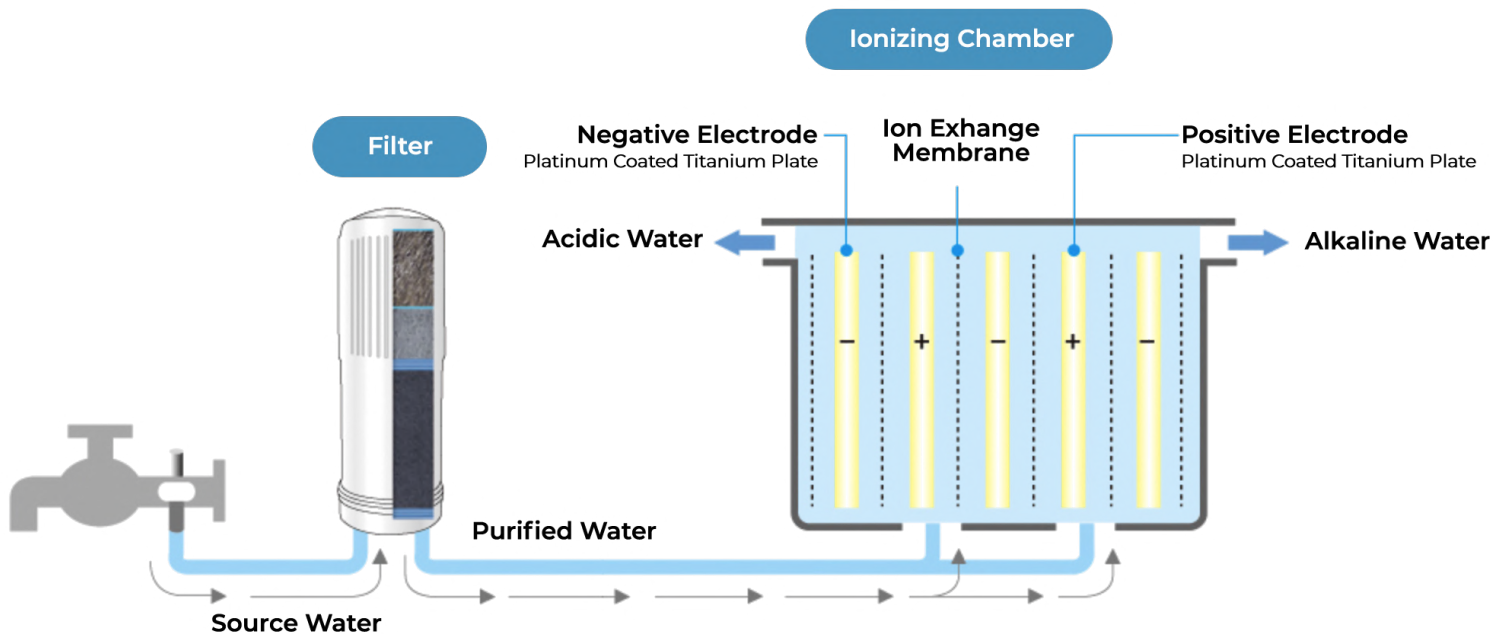 Ionizing Chamber
Filter
Negative Electrode
Platinum Coated Titanium Plate
Ion Exhange
Membrane
Positive Electrode
Platinum Coated Titanium Plate
Acidic Water
Alkaline Water
− + − + −
Purified Water
Source Water